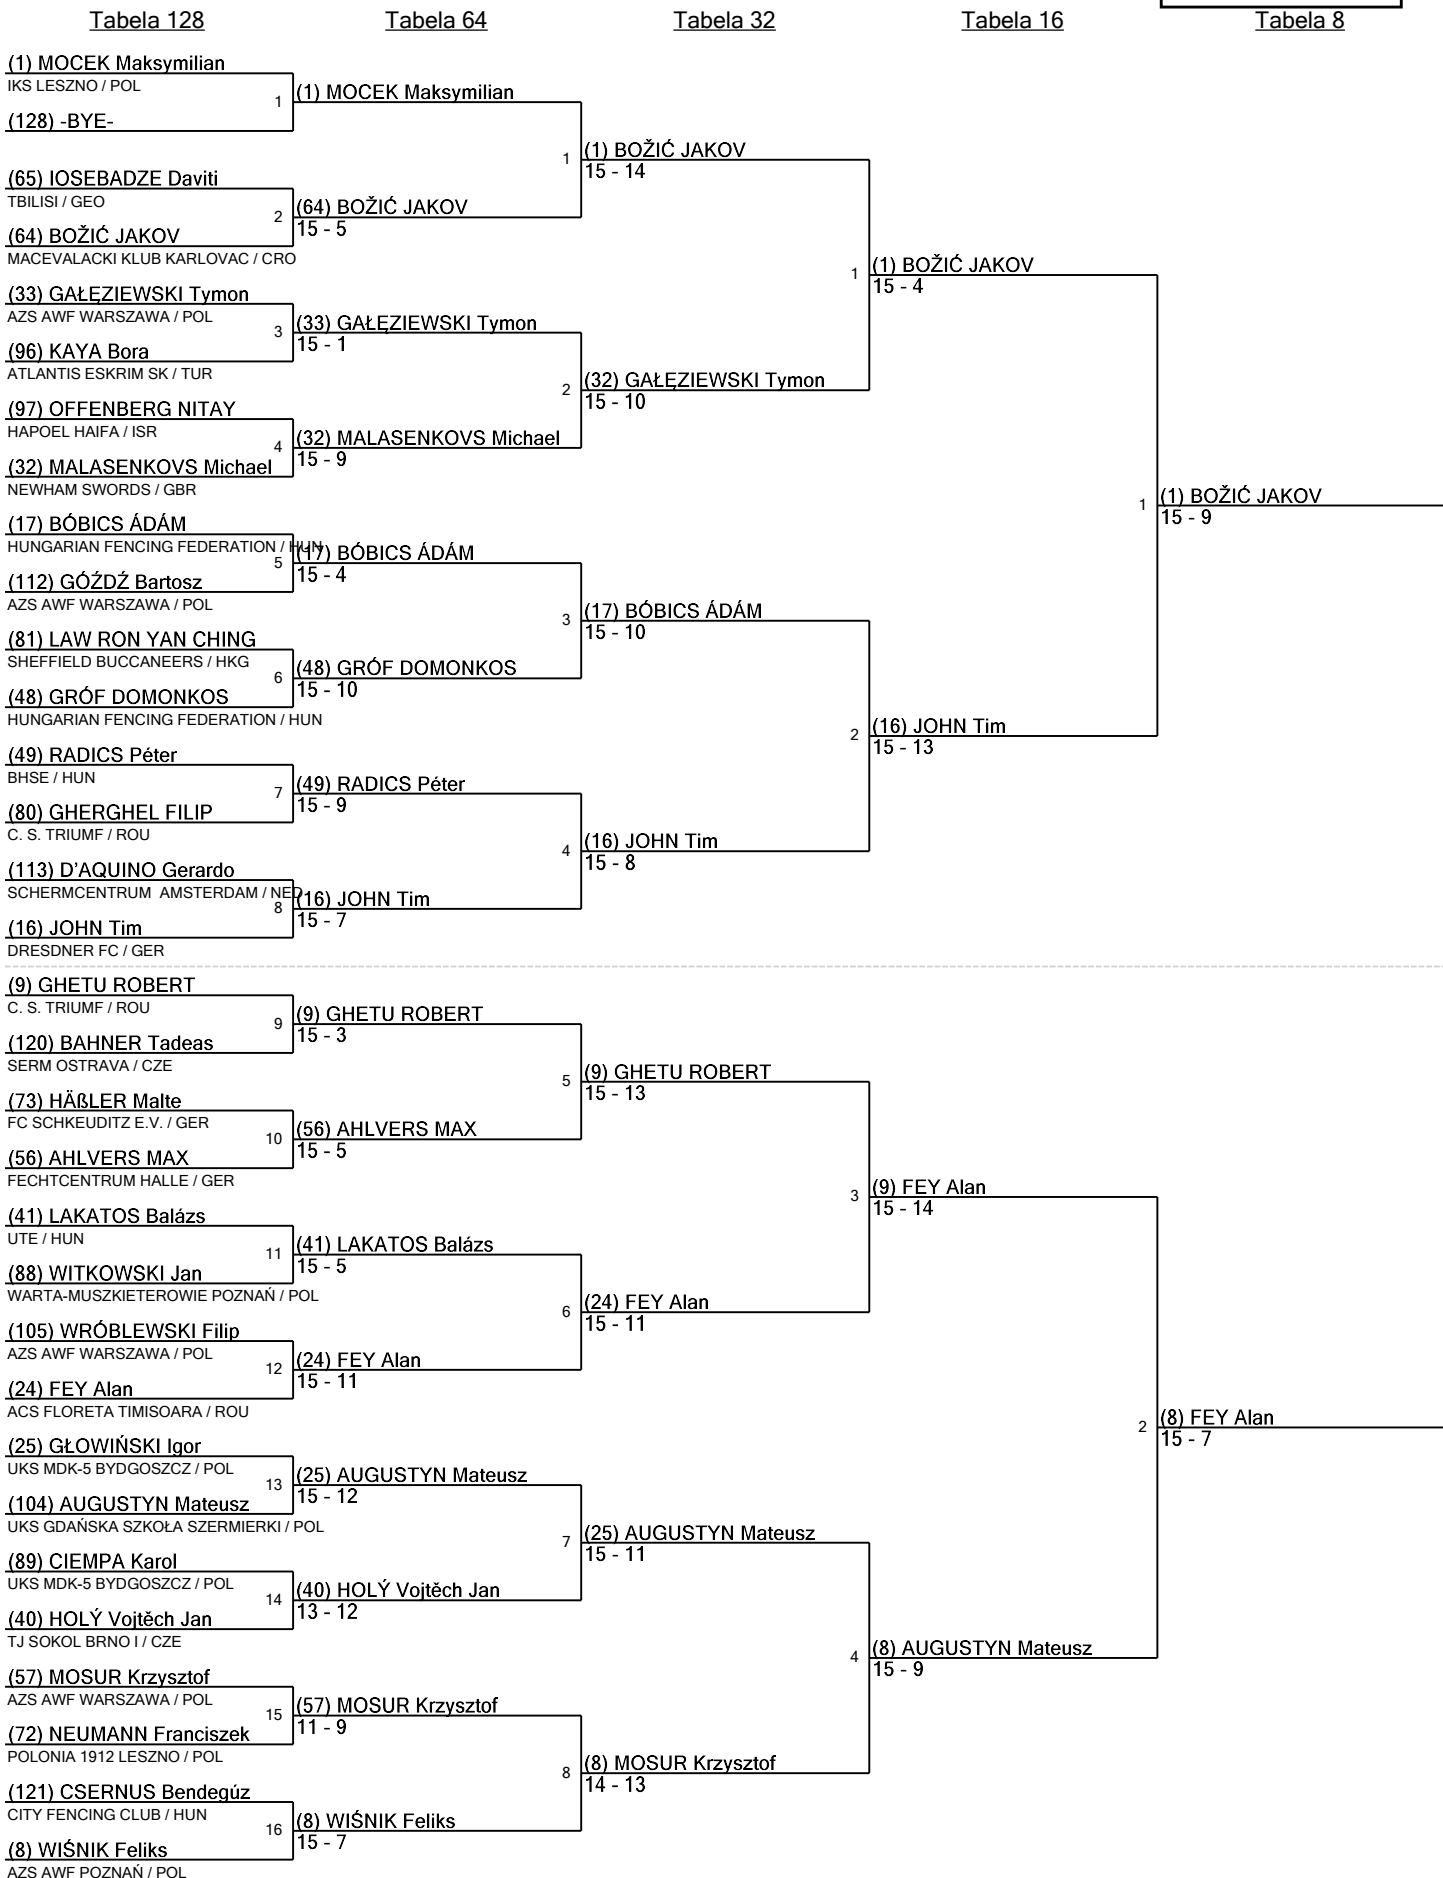 Tabela 128
Tabela 64
Tabela 32
Tabela 16
Tabela 8
(1) MOCEK Maksymilian
IKS LESZNO / POL
1
(128) -BYE-
(65) IOSEBADZE Daviti
TBILISI / GEO
2
(64) BOŽIĆ JAKOV
MACEVALACKI KLUB KARLOVAC / CRO
(33) GAŁĘZIEWSKI Tymon
AZS AWF WARSZAWA / POL
3
(96) KAYA Bora
ATLANTIS ESKRIM SK / TUR
(97) OFFENBERG NITAY
HAPOEL HAIFA / ISR
4
(32) MALASENKOVS Michael
NEWHAM SWORDS / GBR
(17) BÓBICS ÁDÁM
HUNGARIAN FENCING FEDERATION / HUN
5
(112) GÓŹDŹ Bartosz
AZS AWF WARSZAWA / POL
(81) LAW RON YAN CHING
SHEFFIELD BUCCANEERS / HKG
6
(48) GRÓF DOMONKOS
HUNGARIAN FENCING FEDERATION / HUN
(49) RADICS Péter
BHSE / HUN
7
(80) GHERGHEL FILIP
C. S. TRIUMF / ROU
(113) D'AQUINO Gerardo
SCHERMCENTRUM  AMSTERDAM / NED
8
(16) JOHN Tim
DRESDNER FC / GER
(9) GHETU ROBERT
C. S. TRIUMF / ROU
9
(120) BAHNER Tadeas
SERM OSTRAVA / CZE
(73) HÄßLER Malte
FC SCHKEUDITZ E.V. / GER
10
(56) AHLVERS MAX
FECHTCENTRUM HALLE / GER
(41) LAKATOS Balázs
UTE / HUN
11
(88) WITKOWSKI Jan
WARTA-MUSZKIETEROWIE POZNAŃ / POL
(105) WRÓBLEWSKI Filip
AZS AWF WARSZAWA / POL
12
(24) FEY Alan
ACS FLORETA TIMISOARA / ROU
(25) GŁOWIŃSKI Igor
UKS MDK-5 BYDGOSZCZ / POL
13
(104) AUGUSTYN Mateusz
UKS GDAŃSKA SZKOŁA SZERMIERKI / POL
(89) CIEMPA Karol
UKS MDK-5 BYDGOSZCZ / POL
14
(40) HOLÝ Vojtěch Jan
TJ SOKOL BRNO I / CZE
(57) MOSUR Krzysztof
AZS AWF WARSZAWA / POL
15
(72) NEUMANN Franciszek
POLONIA 1912 LESZNO / POL
(121) CSERNUS Bendegúz
CITY FENCING CLUB / HUN
16
(8) WIŚNIK Feliks
AZS AWF POZNAŃ / POL
(1) MOCEK Maksymilian
1
(64) BOŽIĆ JAKOV
15 - 5
(33) GAŁĘZIEWSKI Tymon
15 - 1
2
(32) MALASENKOVS Michael
15 - 9
(17) BÓBICS ÁDÁM
15 - 4
3
(48) GRÓF DOMONKOS
15 - 10
(49) RADICS Péter
15 - 9
4
(16) JOHN Tim
15 - 7
(9) GHETU ROBERT
15 - 3
5
(56) AHLVERS MAX
15 - 5
(41) LAKATOS Balázs
15 - 5
6
(24) FEY Alan
15 - 11
(25) AUGUSTYN Mateusz
15 - 12
7
(40) HOLÝ Vojtěch Jan
13 - 12
(57) MOSUR Krzysztof
11 - 9
8
(8) WIŚNIK Feliks
15 - 7
(1) BOŽIĆ JAKOV
15 - 14
1
(32) GAŁĘZIEWSKI Tymon
15 - 10
(17) BÓBICS ÁDÁM
15 - 10
2
(16) JOHN Tim
15 - 8
(9) GHETU ROBERT
15 - 13
3
(24) FEY Alan
15 - 11
(25) AUGUSTYN Mateusz
15 - 11
4
(8) MOSUR Krzysztof
14 - 13
(1) BOŽIĆ JAKOV
15 - 4
1
(16) JOHN Tim
15 - 13
(9) FEY Alan
15 - 14
2
(8) AUGUSTYN Mateusz
15 - 9
(1) BOŽIĆ JAKOV
15 - 9
(8) FEY Alan
15 - 7